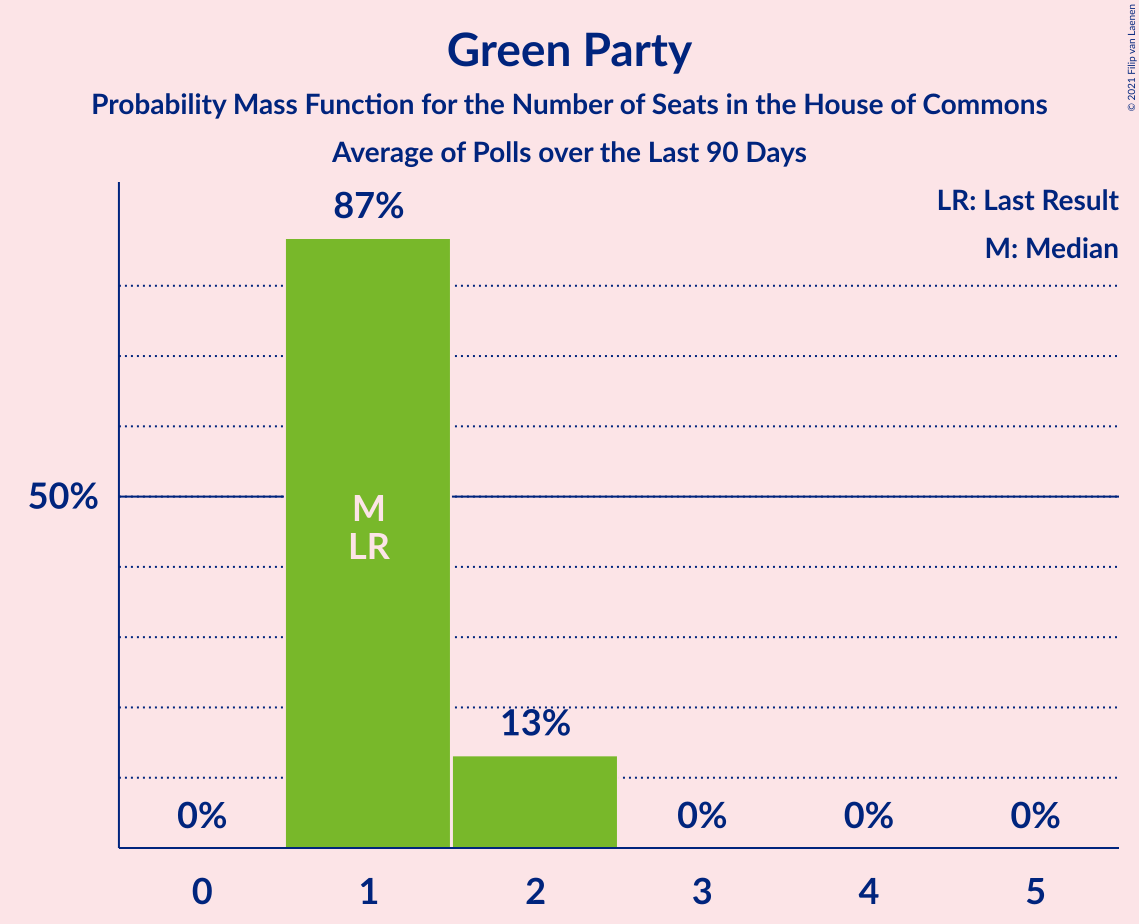 Green Party
Probability Mass Function for the Number of Seats in the House of Commons
Average of Polls over the Last 90 Days
© 2021 Filip van Laenen
LR: Last Result
M: Median
87%
50%
M
LR
13%
0%
0%
0%
0%
0
1
2
3
4
5